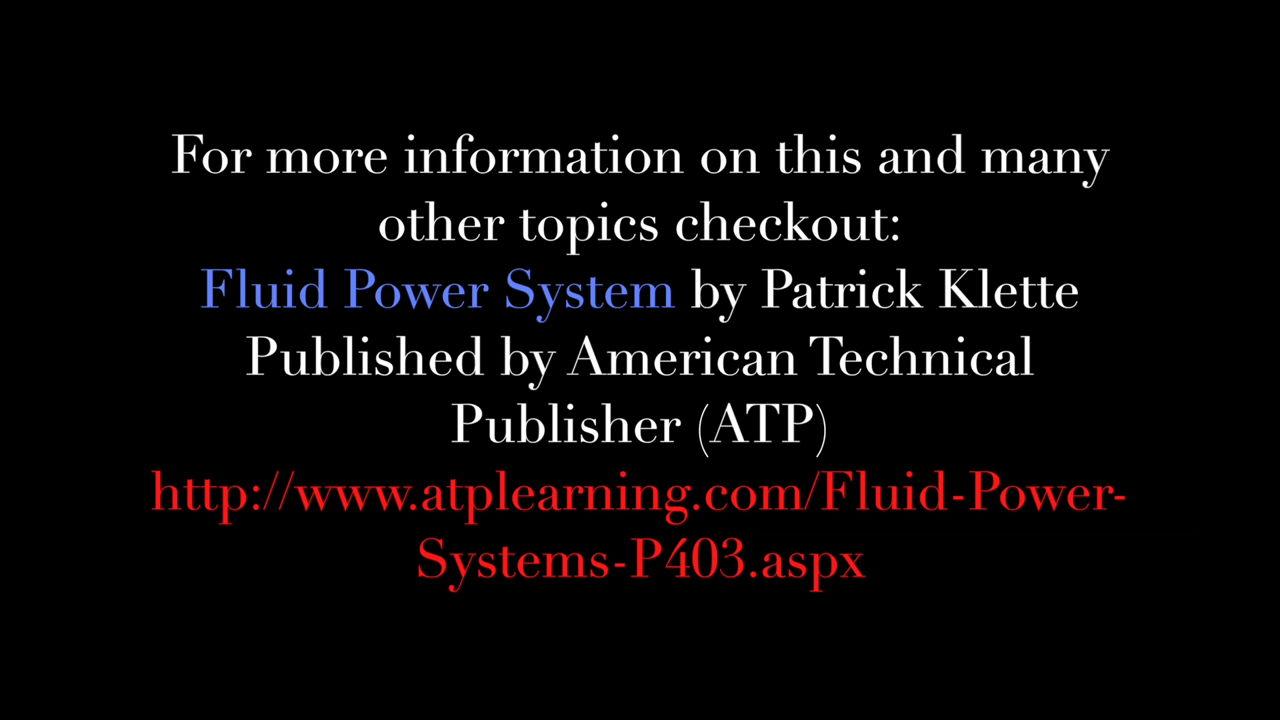 For more information on this and many
other topics checkout:
Fluid Power System by Patrick Klette
Published by American Technical
Publisher (ATP)
http://www.atplearning.com/Fluid-Power-
Systems-P403.aspx